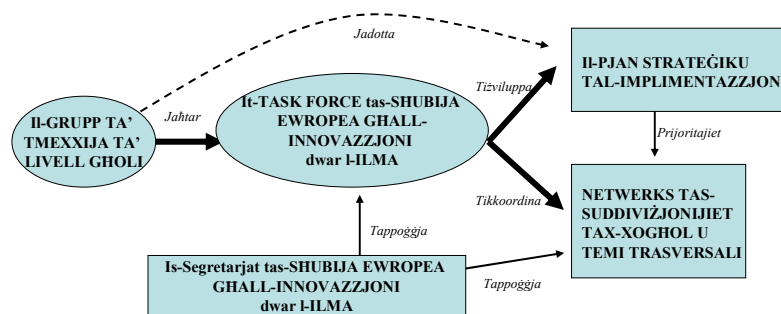 Jadotta
Il-GRUPP TA’
TMEXXIJA TA’
LIVELL GĦOLI
Jaħtar
It-TASK FORCE tas-SHUBIJA
EWROPEA GĦALL-
INNOVAZZJONI
dwar l-ILMA
Tiżviluppa
Il-PJAN STRATEĠIKU
TAL-IMPLIMENTAZZJONI
Prijoritajiet
Tikkoordina
NETWERKS TAS-
SUDDIVIŻJONIJIET
TAX-XOGĦOL U
TEMI TRASVERSALI
Tappoġġja
Is-Segretarjat tas-SHUBIJA EWROPEA
GĦALL-INNOVAZZJONI
dwar l-ILMA
Tappoġġja